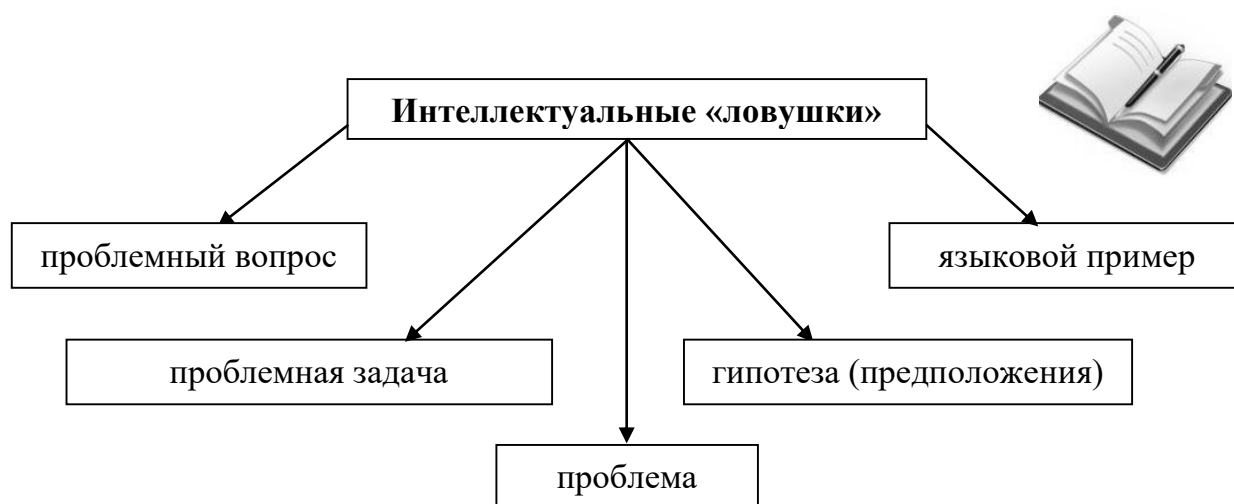 Интеллектуальные «ловушки»
проблемный вопрос
языковой пример
проблемная задача
гипотеза (предположения)
проблема